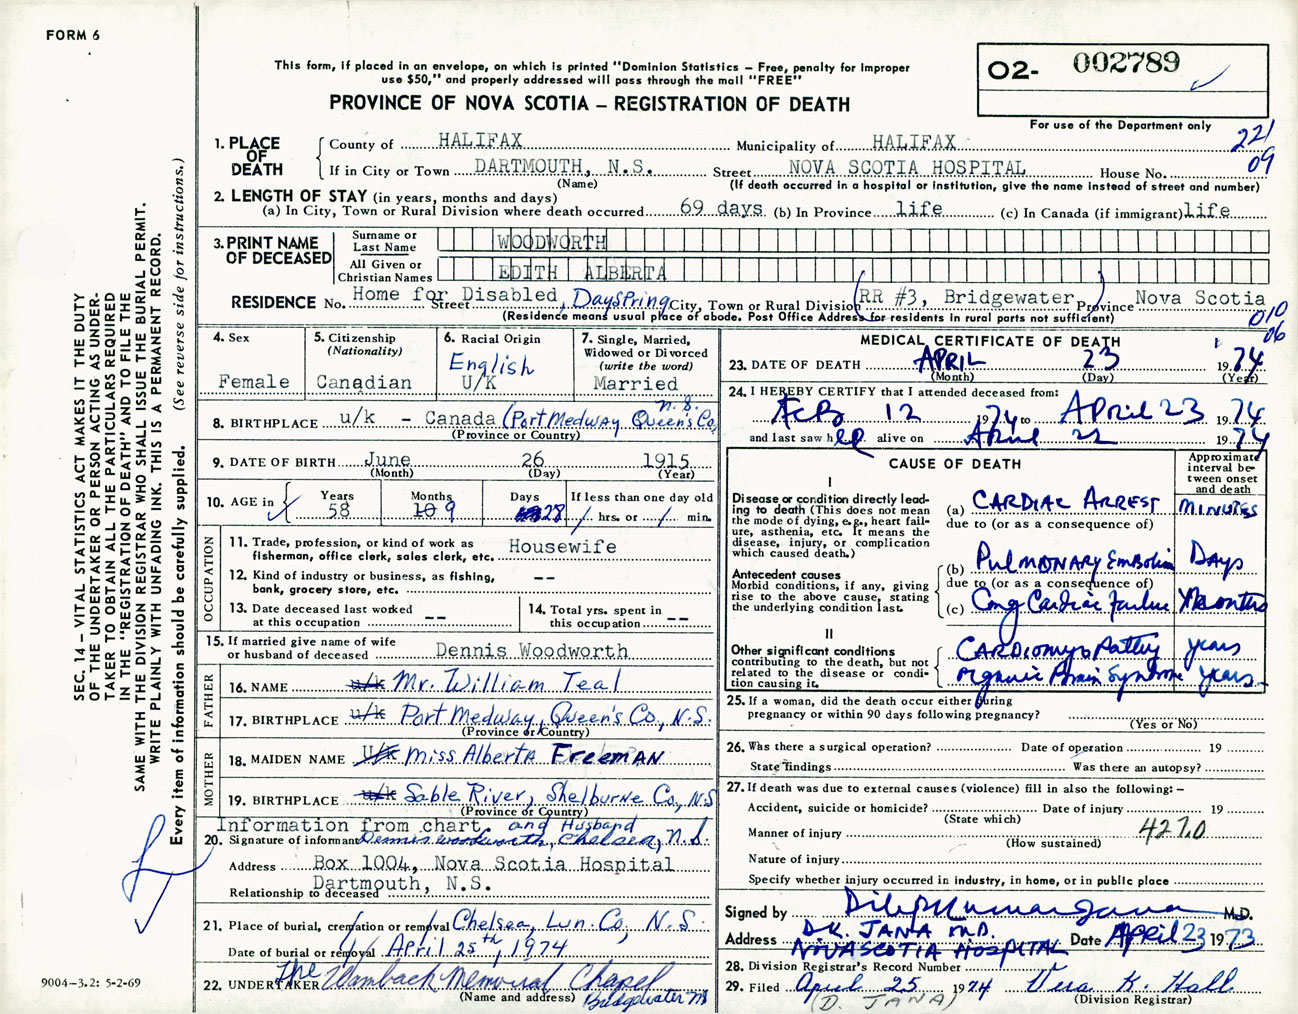 FORM 6
This form, if placed in an envelope, on which is printed "Dominion Statistics – Free, penalty for improper
use $50," and properly addressed will pass through the mail "FREE"
PROVINCE OF NOVA SCOTIA – REGISTRATION OF DEATH
O2- 002789
For use of the Department only
221
09
1. PLACE OF DEATH
County of HALIFAX Municipality of HALIFAX
If in City or Town DARTMOUTH, N.S. Street NOVA SCOTIA HOSPITAL House No.
(Name) (If death occurred in a hospital or institution, give the name instead of street and number)
2. LENGTH OF STAY (in years, months and days)
(a) In City, Town or Rural Division where death occurred 69 days (b) In Province life (c) In Canada (if immigrant) life
3. PRINT NAME OF DECEASED
Surname or Last Name WOODWORTH
All Given or Christian Names EDITH ALBERTA
RESIDENCE No. Home for Disabled, DaySpring Street City, Town or Rural Division (RR #3, Bridgewater) Province Nova Scotia
(Residence means usual place of abode. Post Office Address for residents in rural parts not sufficient)
010
06
4. Sex Female
5. Citizenship (Nationality) Canadian
6. Racial Origin English U/K
7. Single, Married, Widowed or Divorced (write the word) Married
8. BIRTHPLACE u/k - Canada (Port Medway Queen's Co, N.S.
(Province or Country)
9. DATE OF BIRTH June 26 1915
(Month) (Day) (Year)
10. AGE in Years 58 Months 10 9 Days 28 If less than one day old / hrs. or / min.
OCCUPATION
11. Trade, profession, or kind of work as fisherman, office clerk, sales clerk, etc. Housewife
12. Kind of industry or business, as fishing, bank, grocery store, etc. --
13. Date deceased last worked at this occupation --
14. Total yrs. spent in this occupation --
15. If married give name of wife or husband of deceased Dennis Woodworth
FATHER
16. NAME u/k Mr. William Teal
17. BIRTHPLACE u/k Port Medway, Queen's Co., N.S.
(Province or Country)
MOTHER
18. MAIDEN NAME U/k Miss Alberta Freeman
19. BIRTHPLACE u/k Sable River, Shelburne Co., N.S
(Province or Country)
Information from chart. and Husband
20. Signature of informant Dennis Woodworth, Chelsea, N.S.
Address Box 1004, Nova Scotia Hospital
Dartmouth, N.S.
Relationship to deceased
21. Place of burial, cremation or removal Chelsea, Lun. Co, N.S.
Date of burial or removal April 25th, 1974
22. UNDERTAKER The Wamback Memorial Chapel
(Name and address) Bridgewater NS
MEDICAL CERTIFICATE OF DEATH
23. DATE OF DEATH APRIL 23 1974
(Month) (Day) (Year)
24. I HEREBY CERTIFY that I attended deceased from:
FEB 12 1974 to APril 23 1974
and last saw her alive on APril 22 1974
CAUSE OF DEATH
Approximate interval between onset and death
I
Disease or condition directly leading to death (This does not mean the mode of dying, e.g., heart failure, asthenia, etc. It means the disease, injury, or complication which caused death.)
(a) CARDIAC ARREST MINUTES
due to (or as a consequence of)
Antecedent causes
Morbid conditions, if any, giving rise to the above cause, stating the underlying condition last.
(b) PulMONARY Embolism Days
due to (or as a consequence of)
(c) Cong Cardiac failure Months
II
Other significant conditions contributing to the death, but not related to the disease or condition causing it.
CARDIOmyo Pathy years
organic Brain Syndrome years
25. If a woman, did the death occur either during pregnancy or within 90 days following pregnancy?
(Yes or No)
26. Was there a surgical operation? Date of operation 19
State findings Was there an autopsy?
27. If death was due to external causes (violence) fill in also the following: –
Accident, suicide or homicide? Date of injury 19
(State which)
Manner of injury 427.0
(How sustained)
Nature of injury
Specify whether injury occurred in industry, in home, or in public place
Signed by Dilip Kumar Jana M.D.
Address D.K. JANA M.D. NOVA SCOTIA HOSPITAL Date April 23 1973
28. Division Registrar's Record Number
29. Filed April 25 1974 Vera K. Hall
(D. JANA) (Division Registrar)
SEC. 14 – VITAL STATISTICS ACT MAKES IT THE DUTY
OF THE UNDERTAKER OR PERSON ACTING AS UNDER-
TAKER TO OBTAIN ALL THE PARTICULARS REQUIRED
IN THE "REGISTRATION OF DEATH" AND TO FILE THE
SAME WITH THE DIVISION REGISTRAR WHO SHALL ISSUE THE BURIAL PERMIT.
WRITE PLAINLY WITH UNFADING INK. THIS IS A PERMANENT RECORD.
Every item of information should be carefully supplied. (See reverse side for instructions.)
9004-3.2: 5-2-69